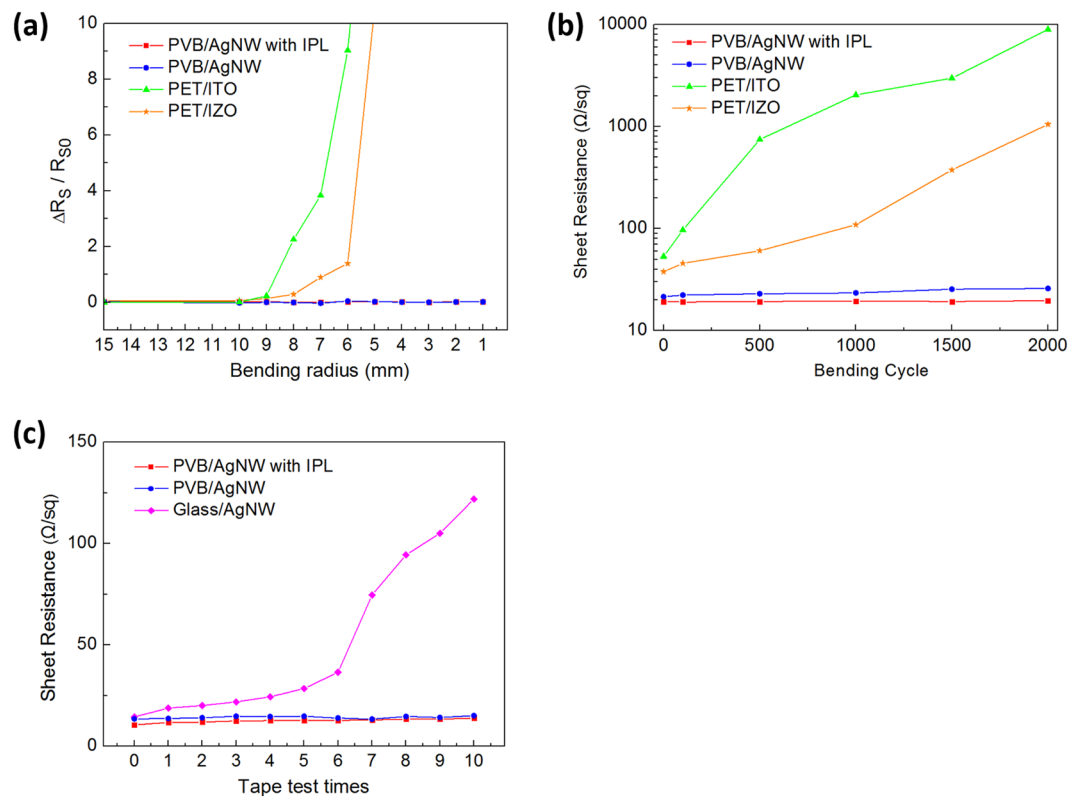 (a)
10
8
6
4
2
0
ΔRS / RS0
PVB/AgNW with IPL
PVB/AgNW
PET/ITO
PET/IZO
15 14 13 12 11 10 9 8 7 6 5 4 3 2 1
Bending radius (mm)
(b)
10000
1000
100
10
Sheet Resistance (Ω/sq)
PVB/AgNW with IPL
PVB/AgNW
PET/ITO
PET/IZO
0 500 1000 1500 2000
Bending Cycle
(c)
150
100
50
0
Sheet Resistance (Ω/sq)
PVB/AgNW with IPL
PVB/AgNW
Glass/AgNW
0 1 2 3 4 5 6 7 8 9 10
Tape test times